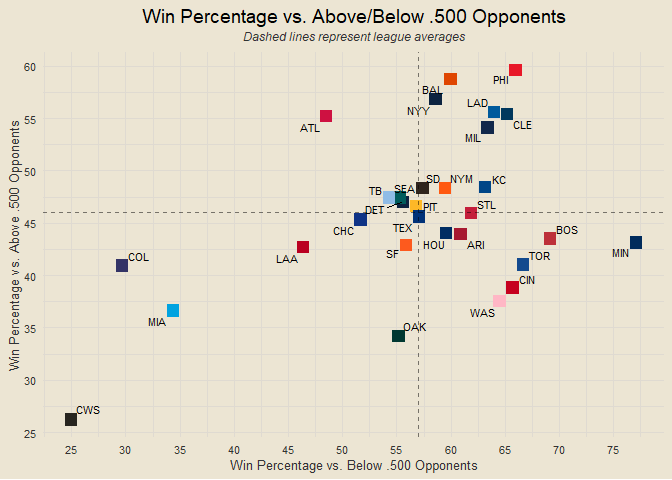 Win Percentage vs. Above/Below .500 Opponents
Dashed lines represent league averages
60
55
50
45
40
35
30
25
Win Percentage vs. Above .500 Opponents
PHI
BAL
NYY
LAD
CLE
MIL
ATL
SD
NYM
KC
TB
SEA
DET
PIT
STL
TEX
CHC
HOU
ARI
BOS
MIN
SF
LAA
COL
TOR
CIN
WAS
MIA
OAK
CWS
25
30
35
40
45
50
55
60
65
70
75
Win Percentage vs. Below .500 Opponents